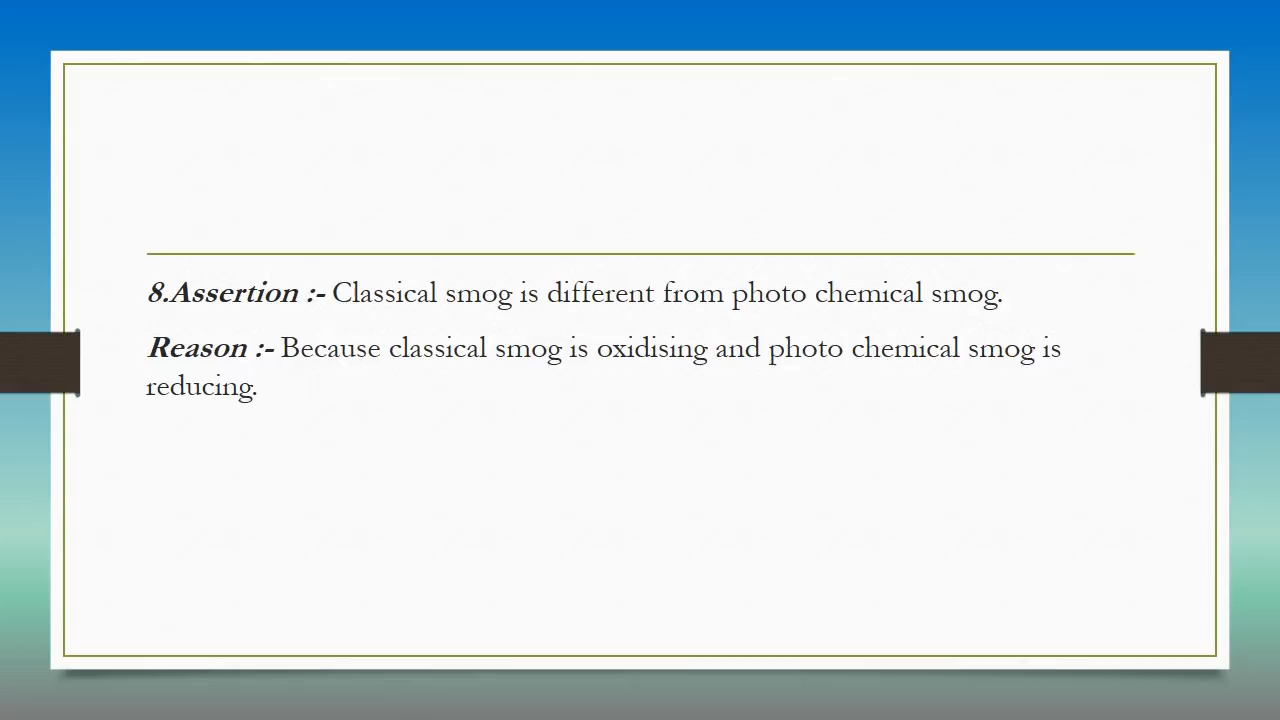 8.Assertion :- Classical smog is different from photo chemical smog.
Reason :- Because classical smog is oxidising and photo chemical smog is
reducing.